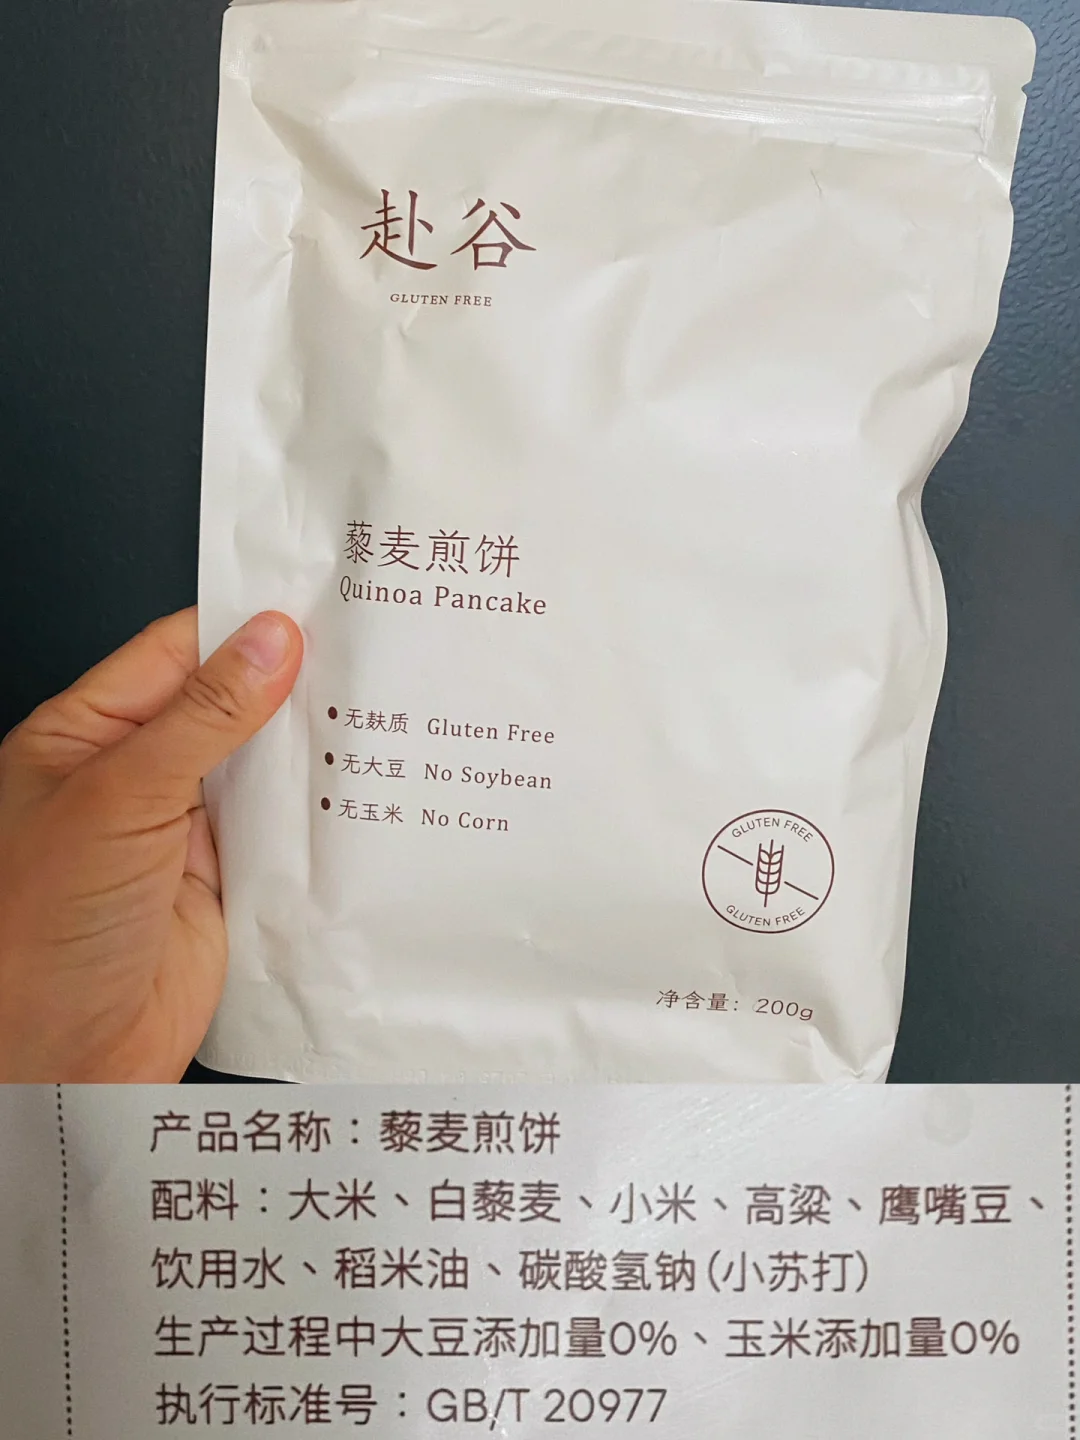 赴谷
GLUTEN FREE
藜麦煎饼
Quinoa Pancake
●无麸质 Gluten Free
●无大豆 No Soybean
●无玉米 No Corn
GLUTEN FREE
GLUTEN FREE
净含量：200g
产品名称：藜麦煎饼
配料：大米、白藜麦、小米、高粱、鹰嘴豆、
饮用水、稻米油、碳酸氢钠(小苏打)
生产过程中大豆添加量0%、玉米添加量0%
执行标准号：GB/T 20977